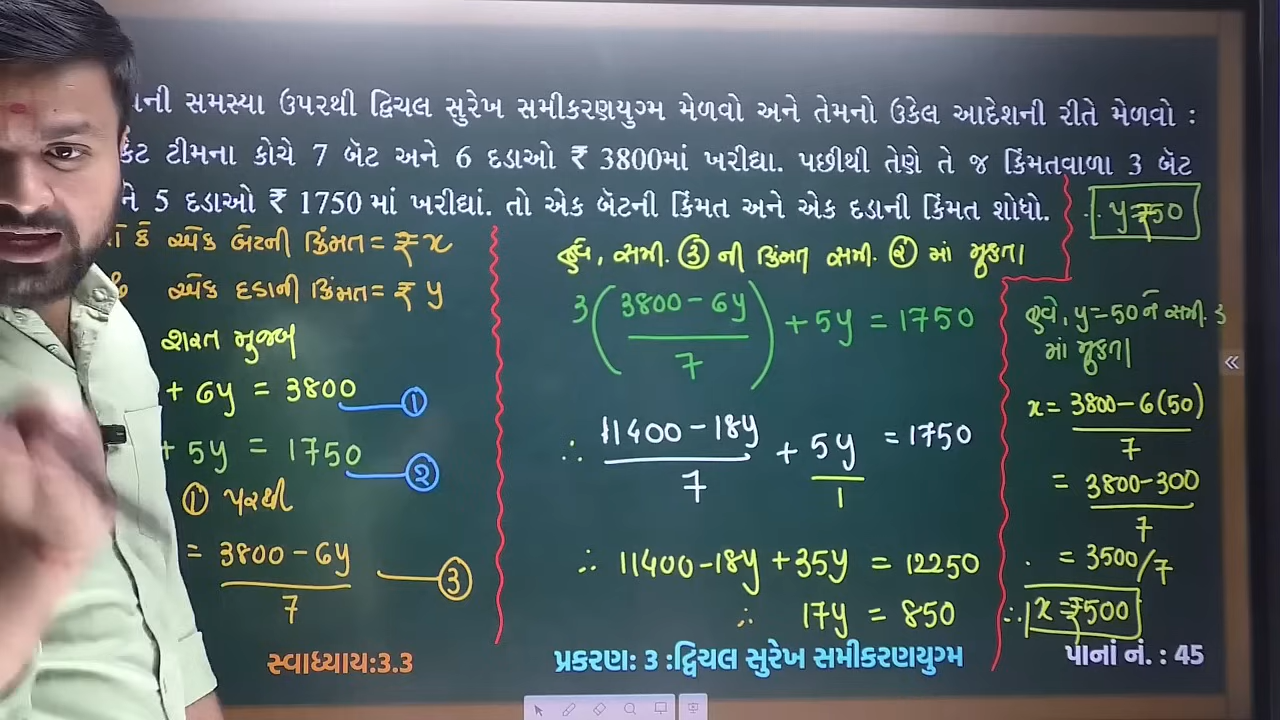 ની સમસ્યા ઉપરથી દ્વિચલ સુરેખ સમીકરણયુગ્મ મેળવો અને તેમનો ઉકેલ આદેશની રીતે મેળવો :
કેટ ટીમના કોચે 7 બૅટ અને 6 દડાઓ ₹ 3800માં ખરીદ્યા. પછીથી તેણે તે જ કિંમતવાળા 3 બૅટ
ને 5 દડાઓ ₹ 1750 માં ખરીદ્યાં. તો એક બૅટની કિંમત અને એક દડાની કિંમત શોધો.
કે એક બેટની કિંમત = ₹ x
એક દડાની કિંમત = ₹ y
શરત મુજબ
+ 6y = 3800 ①
+ 5y = 1750 ②
① પરથી
= 3800 - 6y / 7 ③
હવે, સમી. ③ ની કિંમત સમી. ② માં મૂકતા
3(3800 - 6y / 7) + 5y = 1750
∴ 11400 - 18y / 7 + 5y / 1 = 1750
∴ 11400 - 18y + 35y = 12250
∴ 17y = 850
∴ y = ₹50
હવે, y = 50 ને સમી. 3
માં મૂકતા
x = 3800 - 6(50) / 7
= 3800 - 300 / 7
= 3500/7
∴ x = ₹500
સ્વાધ્યાય:3.3
પ્રકરણ: 3 :દ્વિચલ સુરેખ સમીકરણયુગ્મ
પાનાં નં. : 45